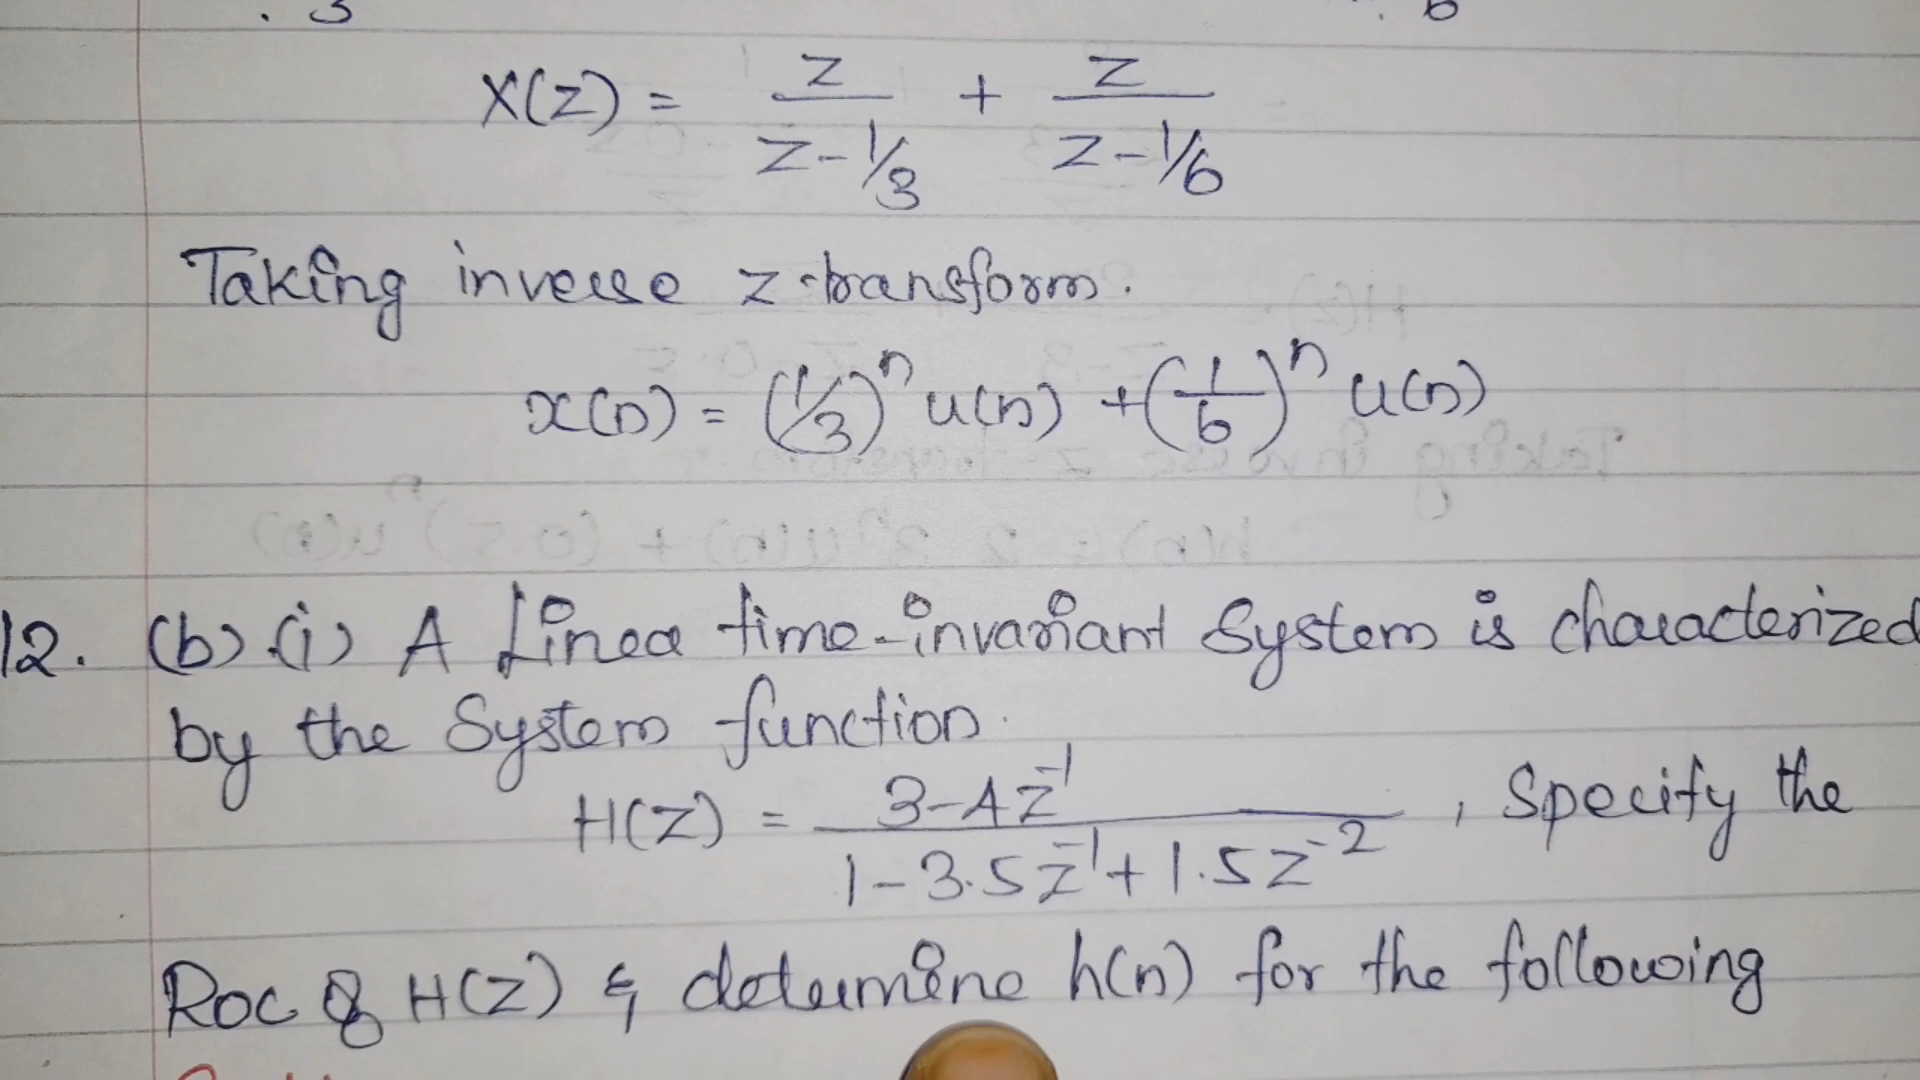 . 3 6
X(Z) = Z/(Z-1/3) + Z/(Z-1/6)
Taking inverse z-transform.
x(n) = (1/3)^n u(n) + (1/6)^n u(n)
12. (b) (i) A Linear time-invariant System is characterized
by the System function.
H(Z) = (3-4z^-1)/(1-3.5z^-1+1.5z^-2) , Specify the
ROC of H(Z) & determine h(n) for the following